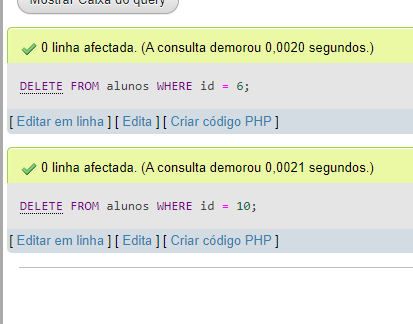 Mostrar Caixa do query
0 linha afectada. (A consulta demorou 0,0020 segundos.)
DELETE FROM alunos WHERE id = 6;
[ Editar em linha ] [ Edita ] [ Criar código PHP ]
0 linha afectada. (A consulta demorou 0,0021 segundos.)
DELETE FROM alunos WHERE id = 10;
[ Editar em linha ] [ Edita ] [ Criar código PHP ]